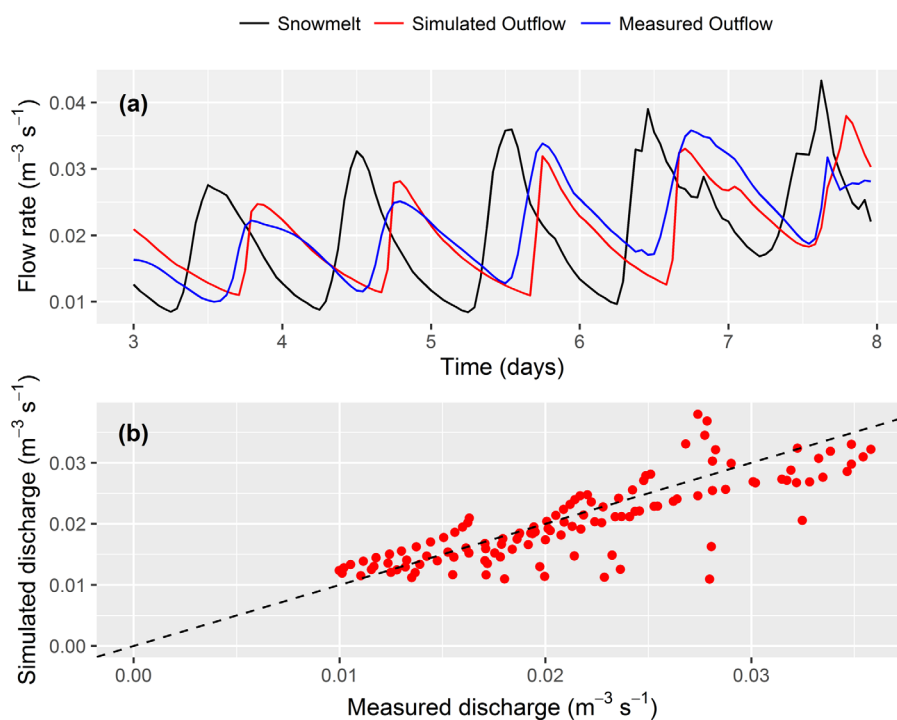 Snowmelt Simulated Outflow Measured Outflow
(a)
Flow rate (m⁻³ s⁻¹)
0.04
0.03
0.02
0.01
3 4 5 6 7 8
Time (days)
(b)
Simulated discharge (m⁻³ s⁻¹)
0.03
0.02
0.01
0.00
0.00 0.01 0.02 0.03
Measured discharge (m⁻³ s⁻¹)